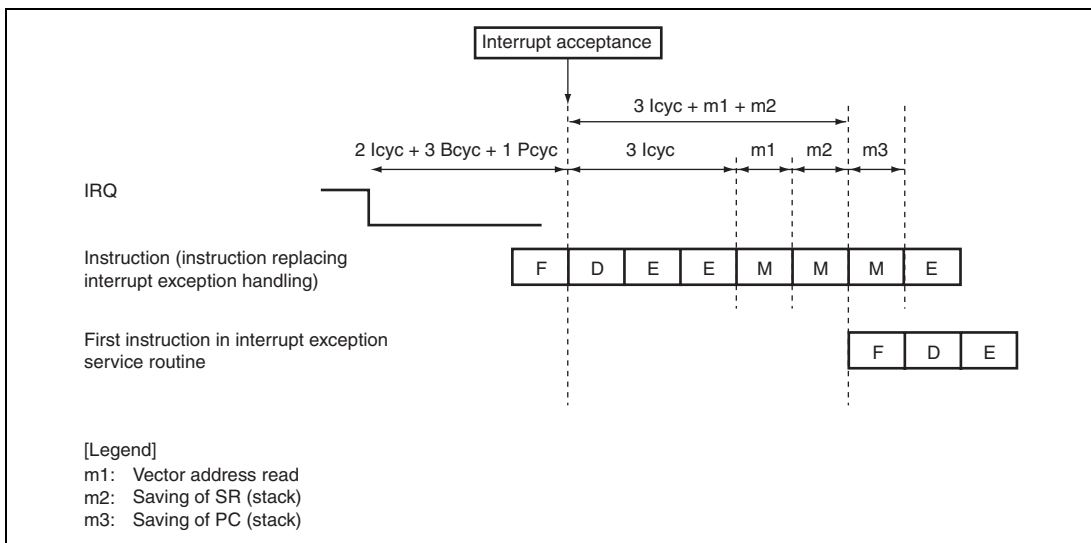 Interrupt acceptance
3 Icyc + m1 + m2
2 Icyc + 3 Bcyc + 1 Pcyc
3 Icyc
m1
m2
m3
IRQ
Instruction (instruction replacing
interrupt exception handling)
F D E E M M M E
First instruction in interrupt exception
service routine
F D E
[Legend]
m1: Vector address read
m2: Saving of SR (stack)
m3: Saving of PC (stack)